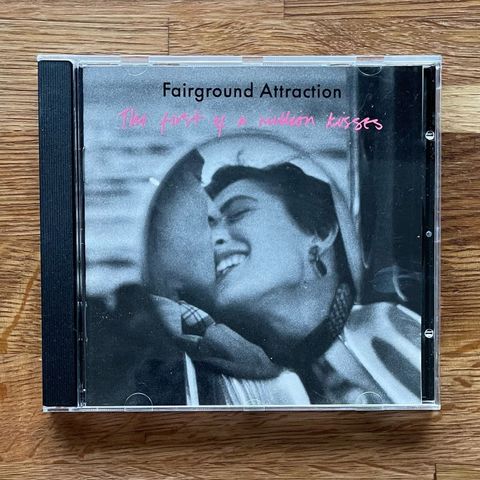 Fairground Attraction
The first of a million kisses